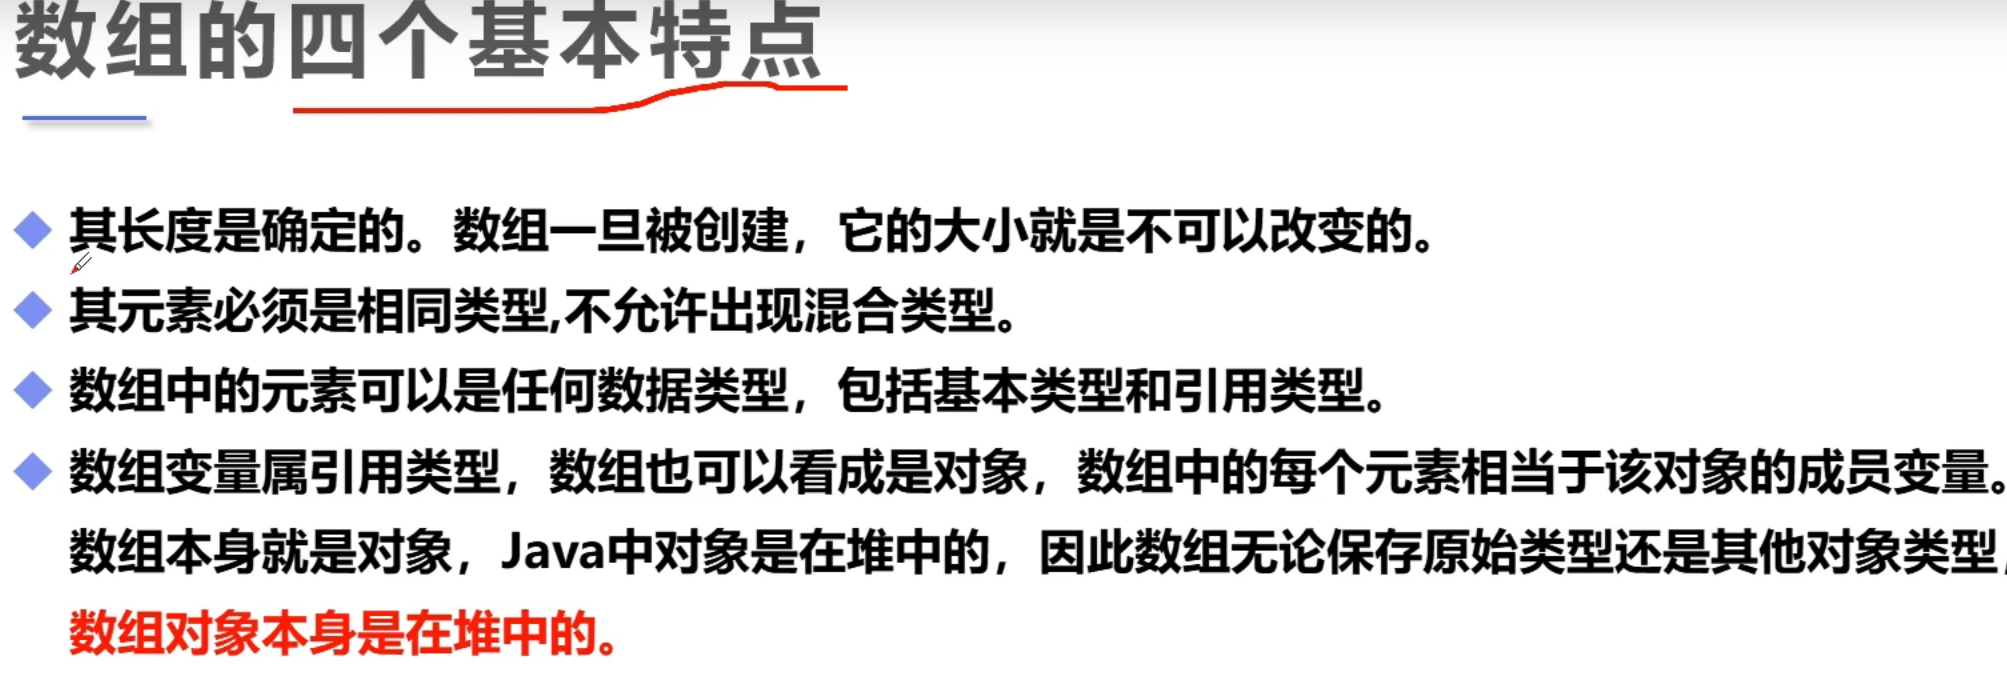 数组的四个基本特点
其长度是确定的。数组一旦被创建，它的大小就是不可以改变的。
其元素必须是相同类型,不允许出现混合类型。
数组中的元素可以是任何数据类型，包括基本类型和引用类型。
数组变量属引用类型，数组也可以看成是对象，数组中的每个元素相当于该对象的成员变量。
数组本身就是对象，Java中对象是在堆中的，因此数组无论保存原始类型还是其他对象类型，
数组对象本身是在堆中的。